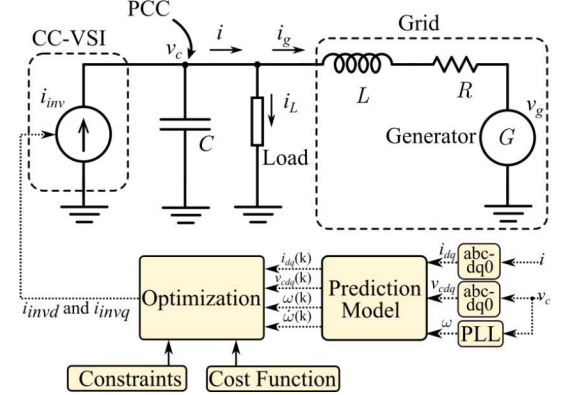 PCC
Grid
CC-VSI
v_c
i
i_g
i_inv
i_L
L
R
v_g
C
Load
Generator
G
i_dq(k)
v_cdq(k)
ω(k)
ω̇(k)
Optimization
Prediction
Model
i_dq
abc-
dq0
i
v_cdq
abc-
dq0
v_c
ω
PLL
i_invd and i_invq
Constraints
Cost Function